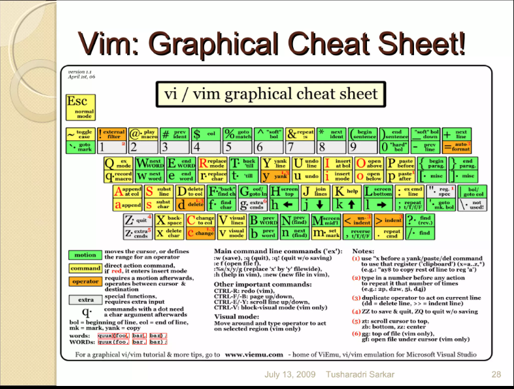 Vim: Graphical Cheat Sheet!
version 1.1
April 1st, 06
vi / vim graphical cheat sheet
Esc
normal
mode
~ toggle case ! external filter @ play macro # prev ident $ eol % goto match ^ "soft" bol & repeat :s * next ident ( begin sentence ) end sentence "soft" bol down + next line
` goto mark 1 2 3 4 5 6 7 8 9 0 "hard" bol - prev line = auto-format
Q ex mode W next WORD E end WORD R replace mode T back 'till Y yank line U undo line I insert at bol O open above P paste before { begin parag. } end parag.
q record macro w next word e end word r replace char t 'till y yank u undo i insert mode o open below p paste after [ misc ] misc
A append at eol S subst line D delete to eol F "back" find ch G eof/ goto ln H screen top J join lines K help L screen bottom : ex cmd line " reg. spec | bol/ goto col
a append s subst char d delete f find char g extra cmds h ← j ↓ k ↑ l → ; repeat t/T/f/F ' goto mk. bol \ not used!
Z quit X back-space C change to eol V visual lines B prev WORD N prev (find) M screen mid'l < un-indent > indent ? find (rev.)
z extra cmds x delete char c change v visual mode b prev word n next (find) m set mark , reverse t/T/f/F . repeat cmd / find
motion moves the cursor, or defines the range for an operator
command direct action command, if red, it enters insert mode
operator requires a motion afterwards, operates between cursor & destination
extra special functions, requires extra input
q· commands with a dot need a char argument afterwards
bol = beginning of line, eol = end of line,
mk = mark, yank = copy
words: quux(foo, bar, baz);
WORDs: quux(foo, bar, baz);
Main command line commands ('ex'):
:w (save), :q (quit), :q! (quit w/o saving)
:e f (open file f),
:%s/x/y/g (replace 'x' by 'y' filewide),
:h (help in vim), :new (new file in vim),
Other important commands:
CTRL-R: redo (vim),
CTRL-F/-B: page up/down,
CTRL-E/-Y: scroll line up/down,
CTRL-V: block-visual mode (vim only)
Visual mode:
Move around and type operator to act
on selected region (vim only)
Notes:
(1) use "x before a yank/paste/del command
to use that register ('clipboard') (x=a..z,*)
(e.g.: "ay$ to copy rest of line to reg 'a')
(2) type in a number before any action
to repeat it that number of times
(e.g.: 2p, d2w, 5i, d4j)
(3) duplicate operator to act on current line
(dd = delete line, >> = indent line)
(4) ZZ to save & quit, ZQ to quit w/o saving
(5) zt: scroll cursor to top,
zb: bottom, zz: center
(6) gg: top of file (vim only),
gf: open file under cursor (vim only)
For a graphical vi/vim tutorial & more tips, go to www.viemu.com - home of ViEmu, vi/vim emulation for Microsoft Visual Studio
July 13, 2009 Tusharadri Sarkar 28